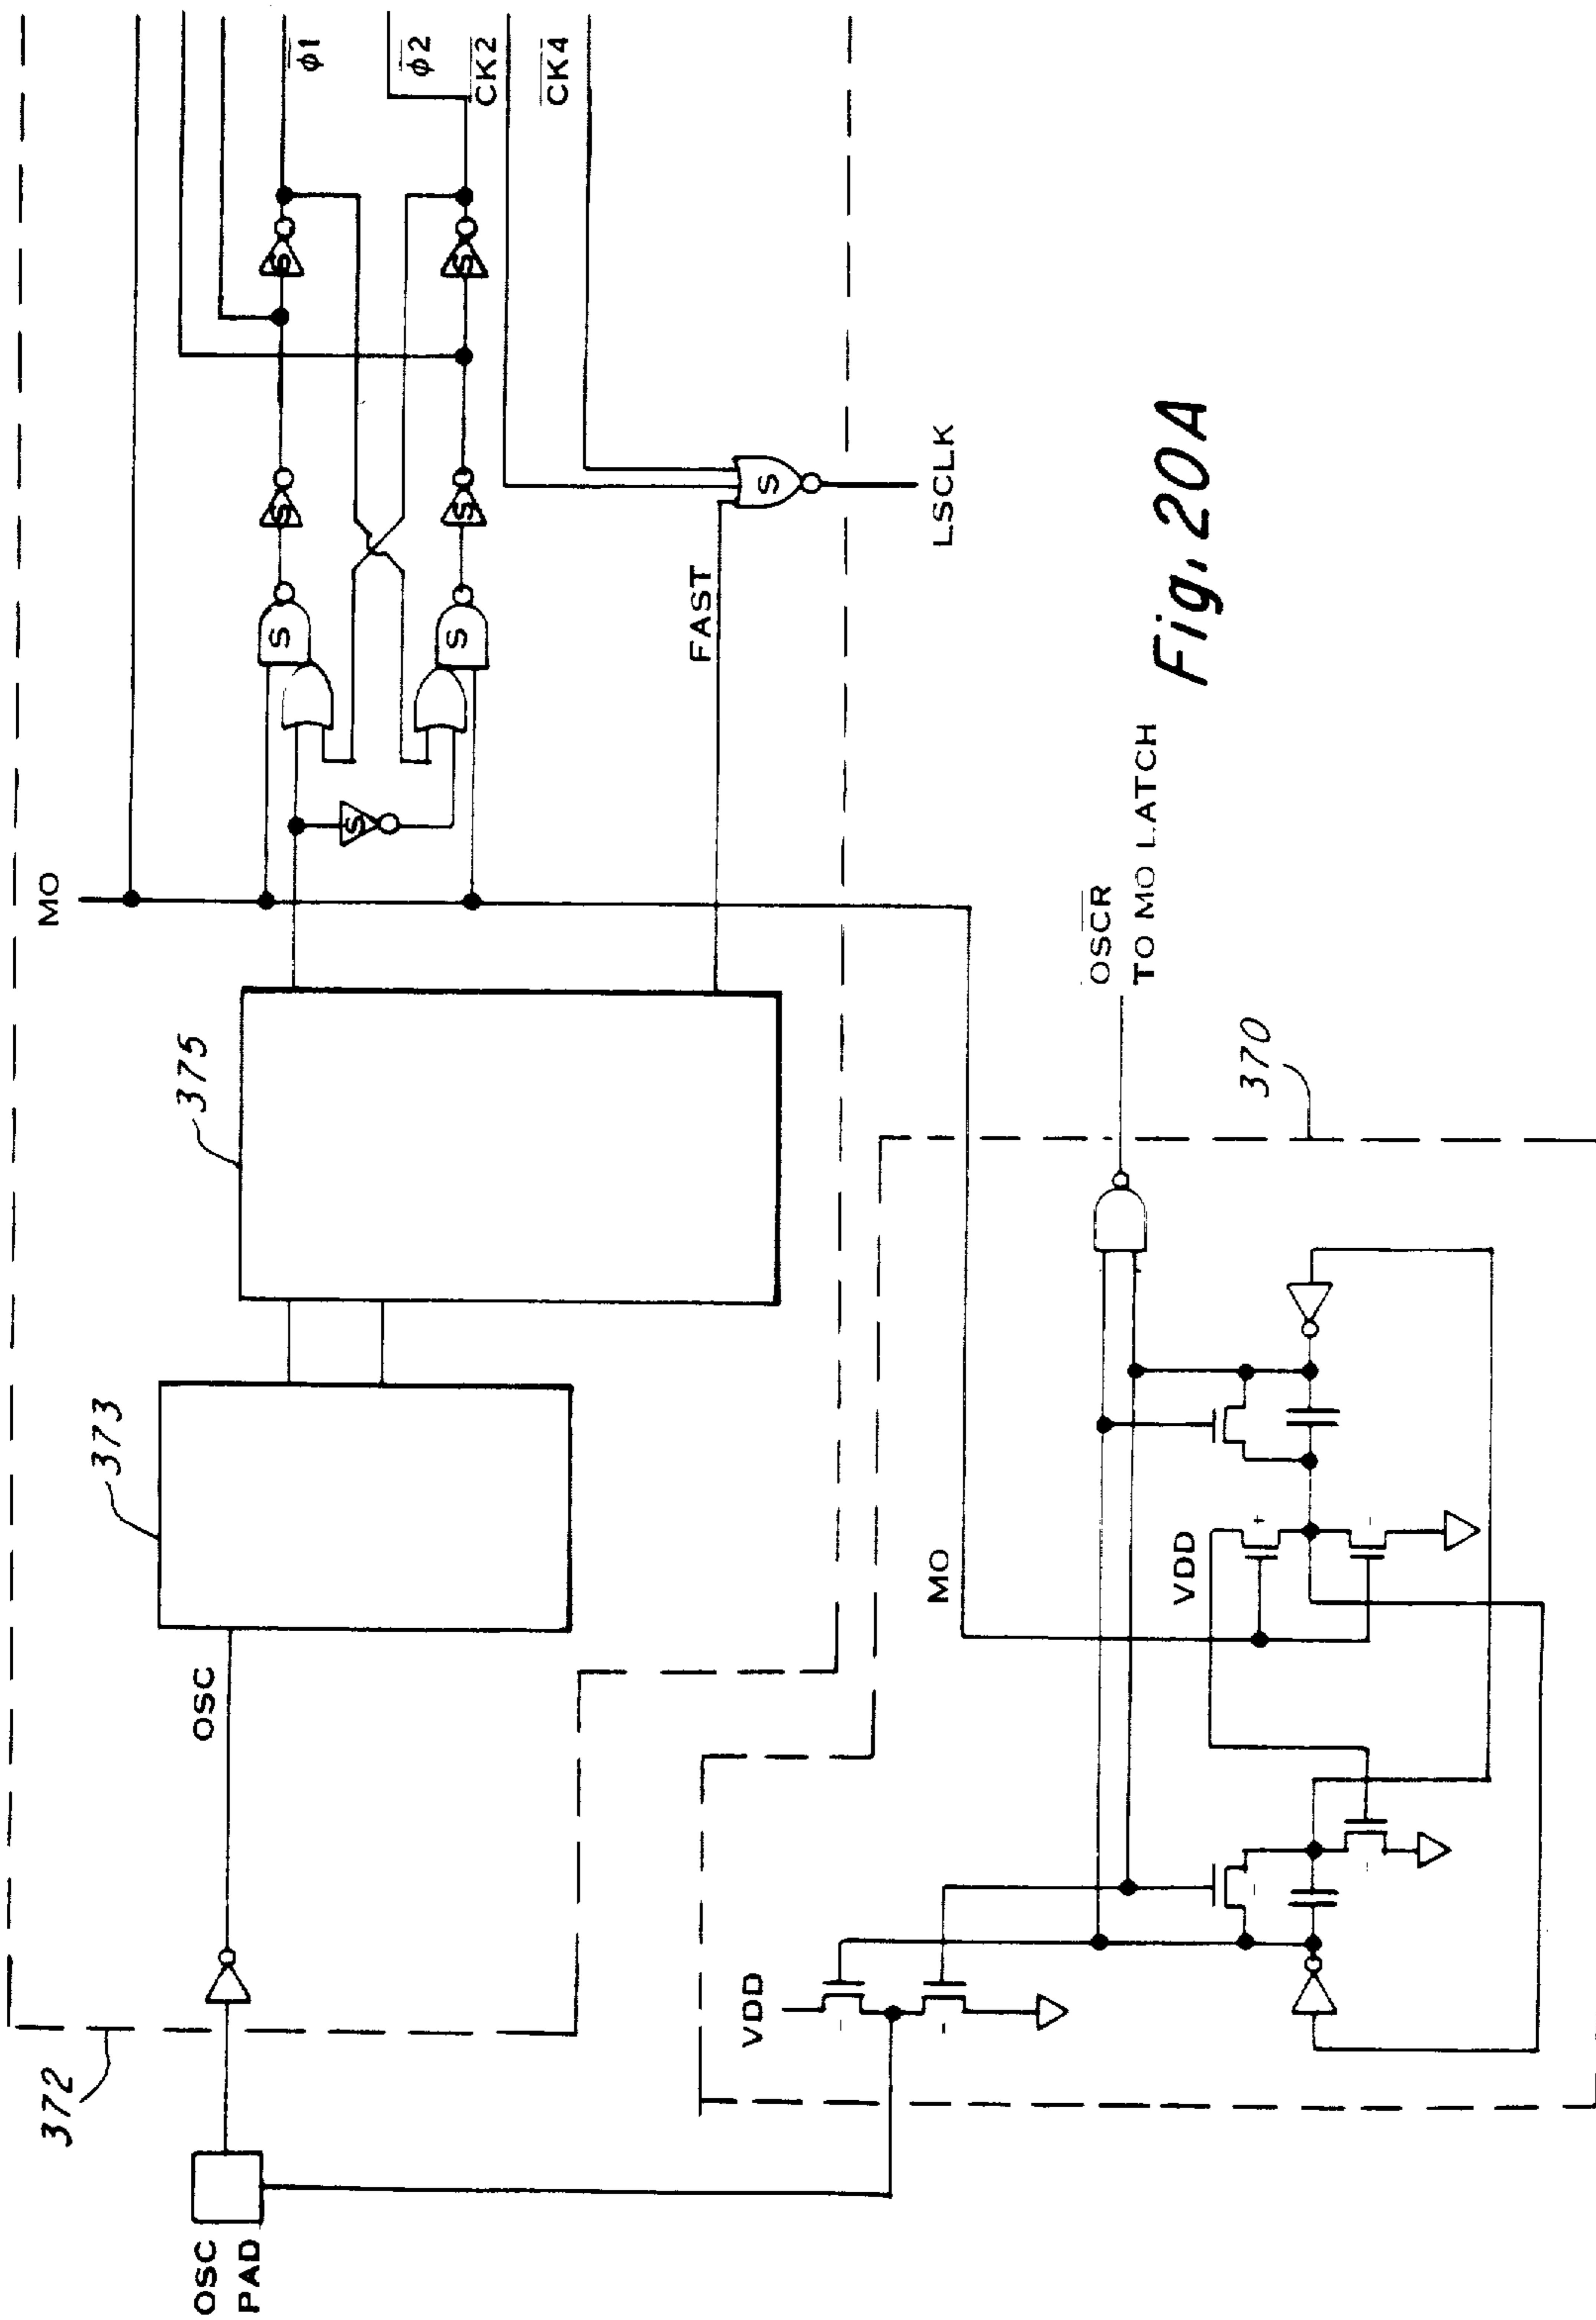 372
OSC
PAD
OSC
373
375
MO
S
S
S
S
S
S
S
φ1
φ2
CK2
CK4
FAST
S
LSCLK
VDD
MO
VDD
OSCR
TO MO LATCH
370
Fig. 20A